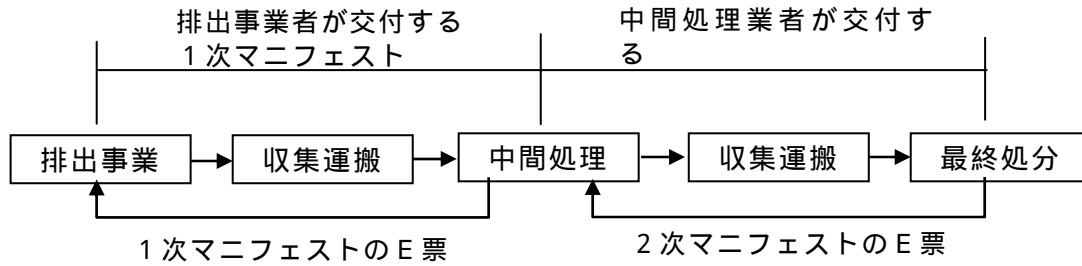 排出事業者が交付する
1次マニフェスト
中間処理業者が交付す
る
排出事業
収集運搬
中間処理
収集運搬
最終処分
1次マニフェストのE票
2次マニフェストのE票